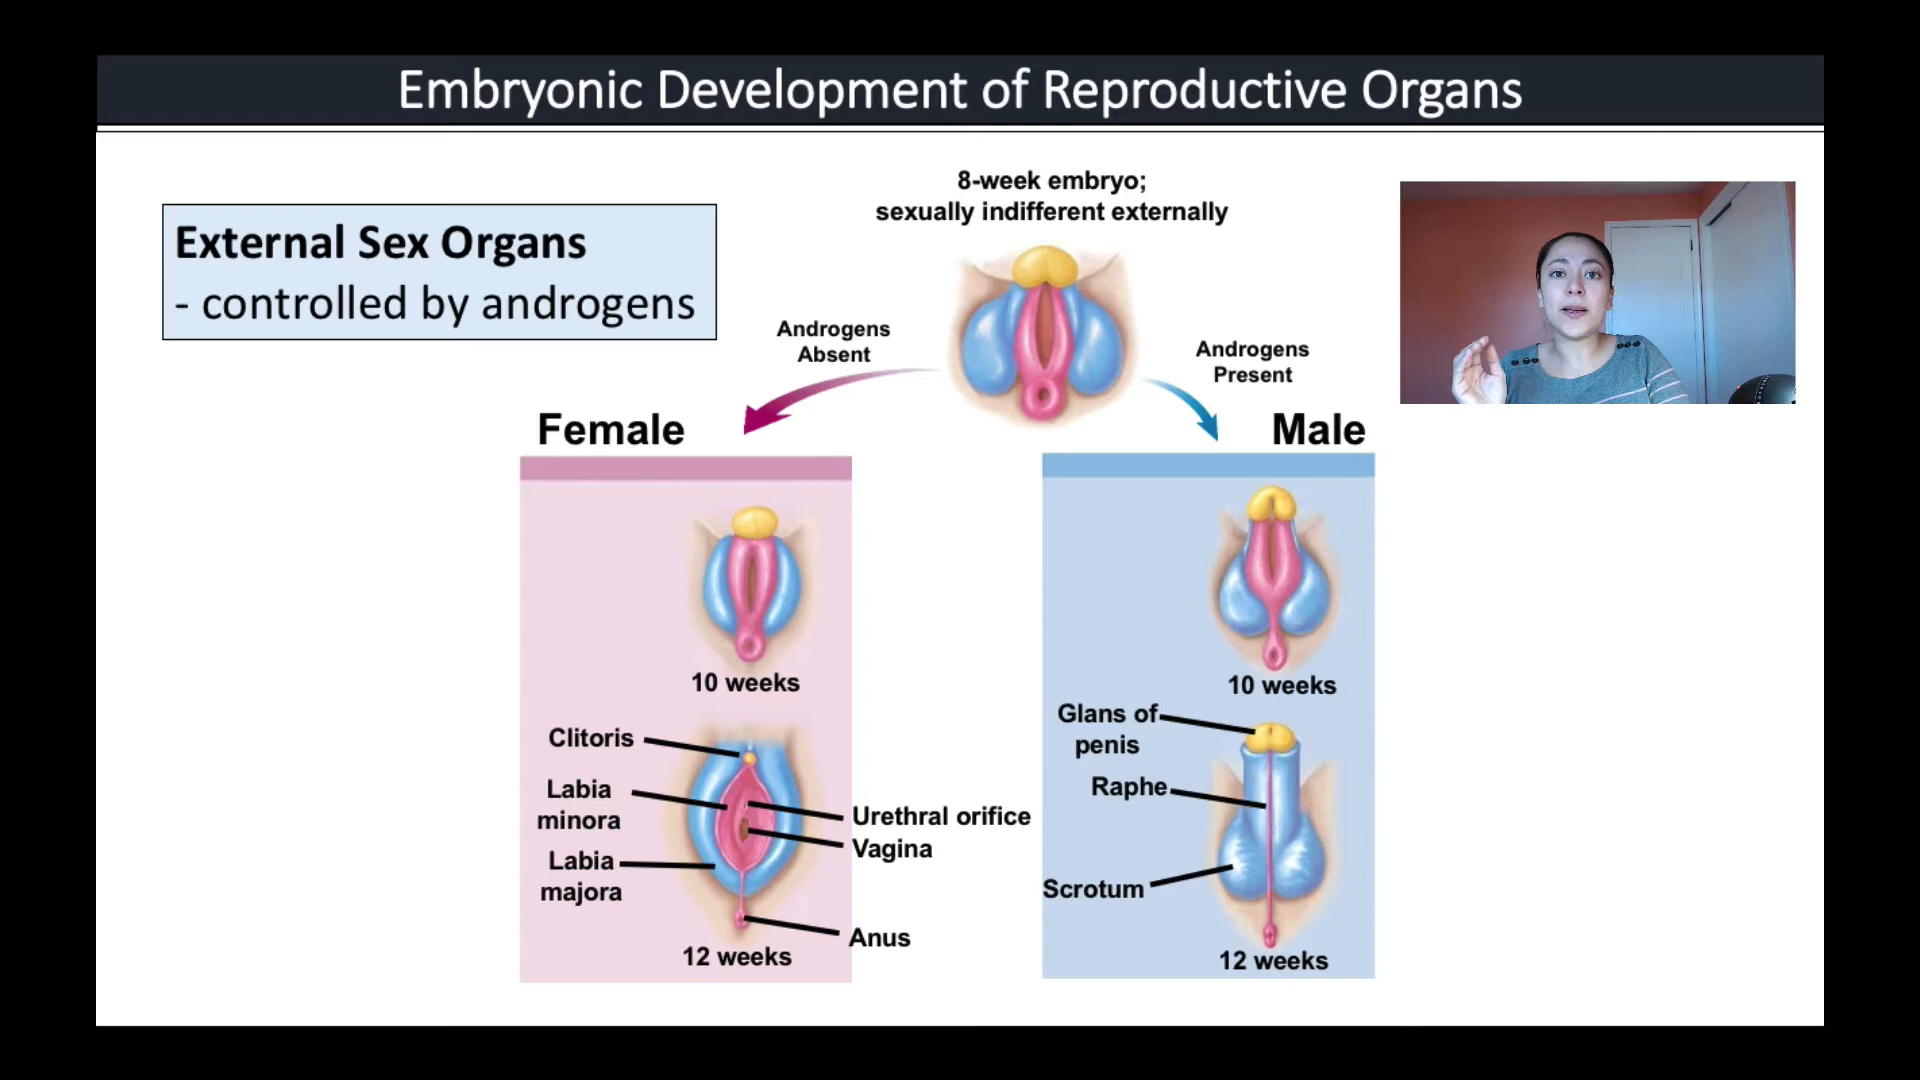 Embryonic Development of Reproductive Organs
External Sex Organs
- controlled by androgens
8-week embryo;
sexually indifferent externally
Androgens
Absent
Androgens
Present
Female
Male
10 weeks
Clitoris
Labia
minora
Labia
majora
Urethral orifice
Vagina
Anus
12 weeks
10 weeks
Glans of
penis
Raphe
Scrotum
12 weeks